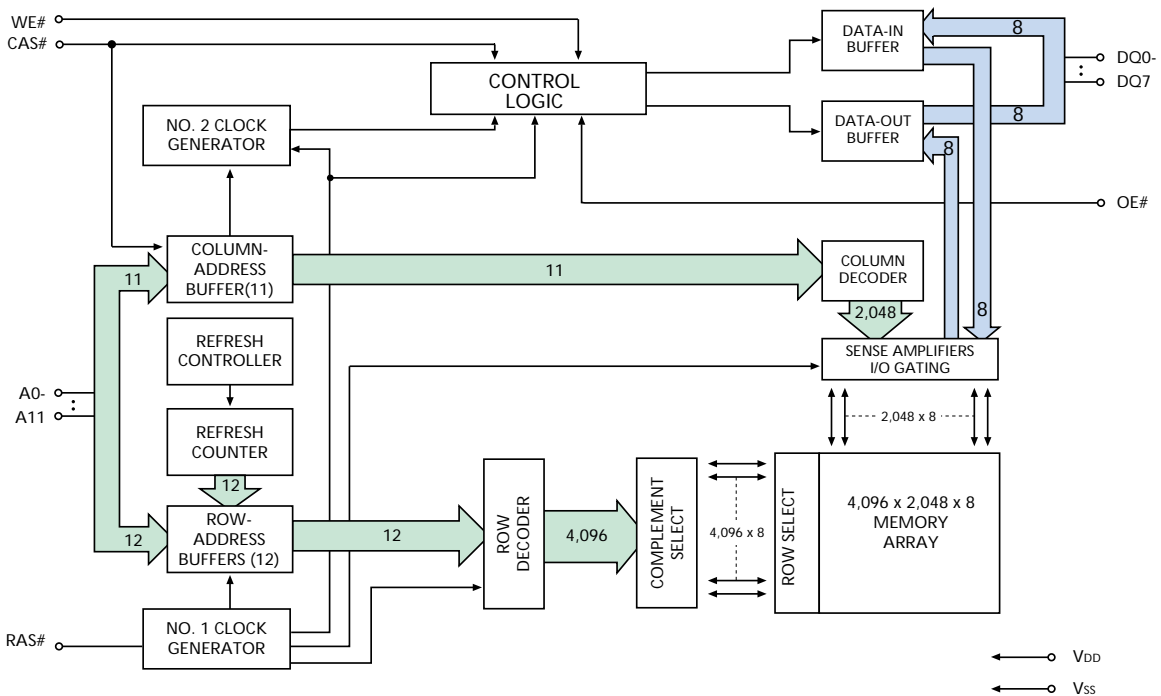 WE#
CAS#
CONTROL
LOGIC
DATA-IN
BUFFER
8
DQ0-
DQ7
NO. 2 CLOCK
GENERATOR
DATA-OUT
BUFFER
8
8
OE#
COLUMN-
ADDRESS
BUFFER(11)
11
11
COLUMN
DECODER
2,048
8
REFRESH
CONTROLLER
SENSE AMPLIFIERS
I/O GATING
A0-
A11
REFRESH
COUNTER
2,048 x 8
12
ROW-
ADDRESS
BUFFERS (12)
12
12
ROW
DECODER
4,096
COMPLEMENT
SELECT
4,096 x 8
ROW SELECT
4,096 x 2,048 x 8
MEMORY
ARRAY
RAS#
NO. 1 CLOCK
GENERATOR
VDD
VSS